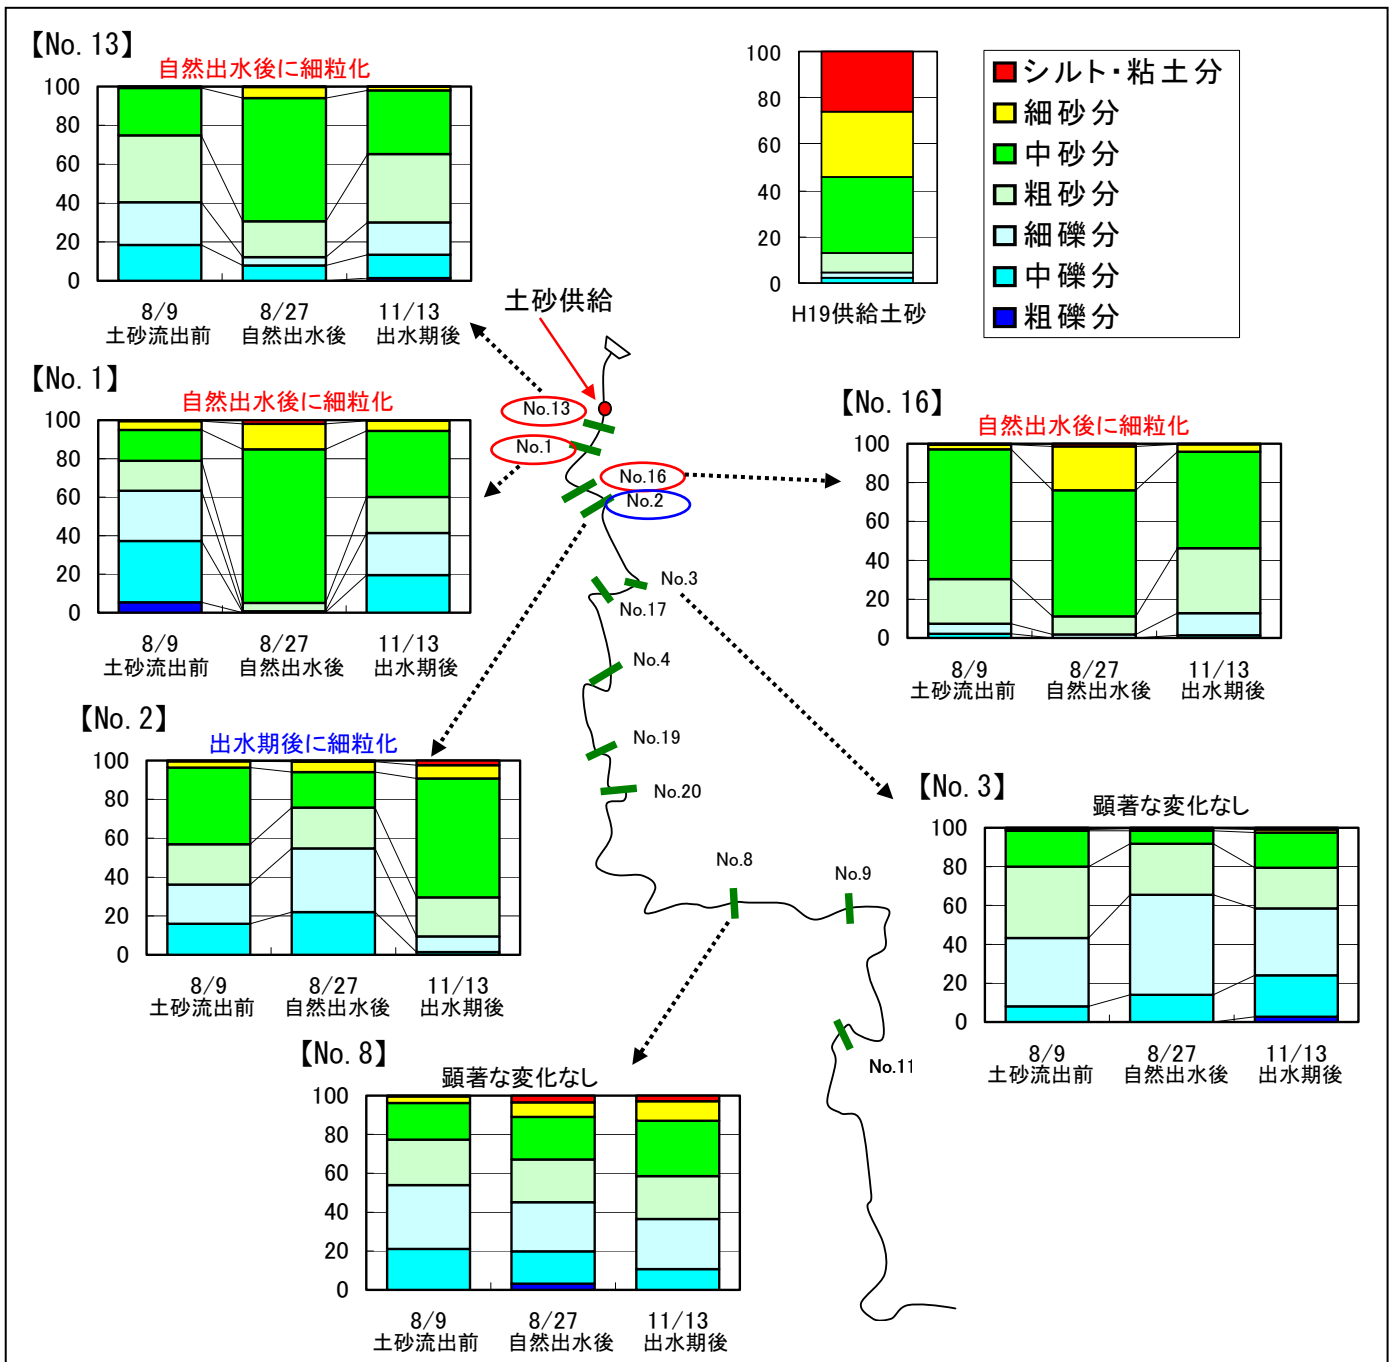 【No. 13】
自然出水後に細粒化
100
80
60
40
20
0
8/9
土砂流出前
8/27
自然出水後
11/13
出水期後
100
80
60
40
20
0
H19供給土砂
シルト・粘土分
細砂分
中砂分
粗砂分
細礫分
中礫分
粗礫分
土砂供給
【No. 1】
自然出水後に細粒化
100
80
60
40
20
0
8/9
土砂流出前
8/27
自然出水後
11/13
出水期後
No.13
No.1
No.16
No.2
No.3
No.17
No.4
No.19
No.20
No.8
No.9
No.11
【No. 16】
自然出水後に細粒化
100
80
60
40
20
0
8/9
土砂流出前
8/27
自然出水後
11/13
出水期後
【No. 2】
出水期後に細粒化
100
80
60
40
20
0
8/9
土砂流出前
8/27
自然出水後
11/13
出水期後
【No. 3】
顕著な変化なし
100
80
60
40
20
0
8/9
土砂流出前
8/27
自然出水後
11/13
出水期後
【No. 8】
顕著な変化なし
100
80
60
40
20
0
8/9
土砂流出前
8/27
自然出水後
11/13
出水期後